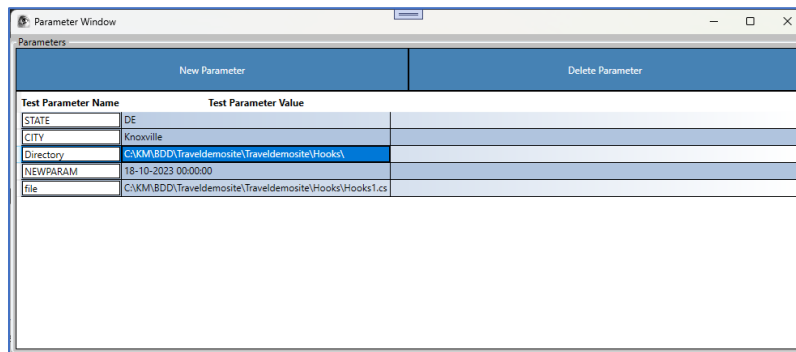 Parameter Window
Parameters
New Parameter Delete Parameter
Test Parameter Name Test Parameter Value
STATE DE
CITY Knoxville
Directory C:\KM\BDD\Traveldemosite\Traveldemosite\Hooks\
NEWPARAM 18-10-2023 00:00:00
file C:\KM\BDD\Traveldemosite\Traveldemosite\Hooks\Hooks1.cs